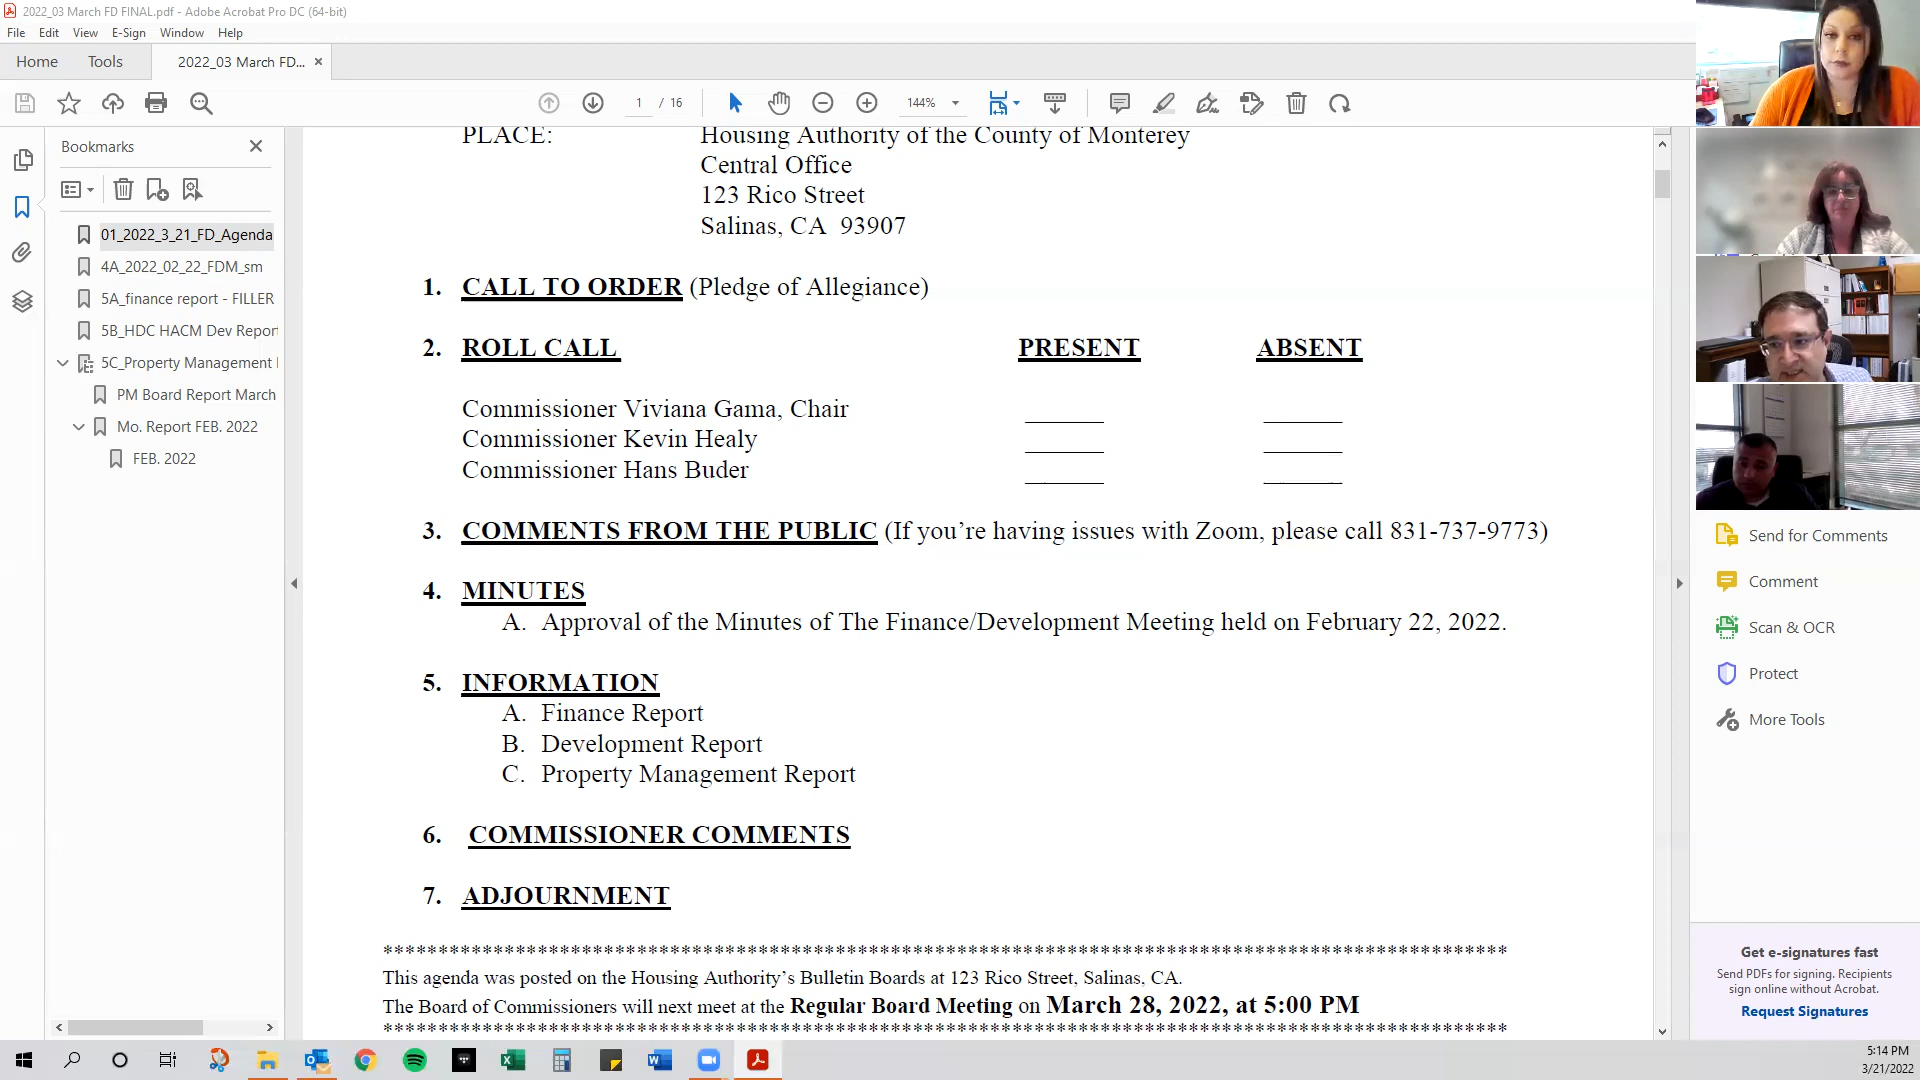 2022_03 March FD FINAL.pdf - Adobe Acrobat Pro DC (64-bit)
File Edit View E-Sign Window Help
Home Tools 2022_03 March FD... ×
1 / 16 144%
Bookmarks
01_2022_3_21_FD_Agenda
4A_2022_02_22_FDM_sm
5A_finance report - FILLER
5B_HDC HACM Dev Report
5C_Property Management
PM Board Report March
Mo. Report FEB. 2022
FEB. 2022
PLACE: Housing Authority of the County of Monterey
Central Office
123 Rico Street
Salinas, CA 93907
1. CALL TO ORDER (Pledge of Allegiance)
2. ROLL CALL PRESENT ABSENT
Commissioner Viviana Gama, Chair
Commissioner Kevin Healy
Commissioner Hans Buder
3. COMMENTS FROM THE PUBLIC (If you’re having issues with Zoom, please call 831-737-9773)
4. MINUTES
A. Approval of the Minutes of The Finance/Development Meeting held on February 22, 2022.
5. INFORMATION
A. Finance Report
B. Development Report
C. Property Management Report
6. COMMISSIONER COMMENTS
7. ADJOURNMENT
This agenda was posted on the Housing Authority’s Bulletin Boards at 123 Rico Street, Salinas, CA.
The Board of Commissioners will next meet at the Regular Board Meeting on March 28, 2022, at 5:00 PM
Send for Comments
Comment
Scan & OCR
Protect
More Tools
Get e-signatures fast
Send PDFs for signing. Recipients
sign online without Acrobat.
Request Signatures
5:14 PM
3/21/2022